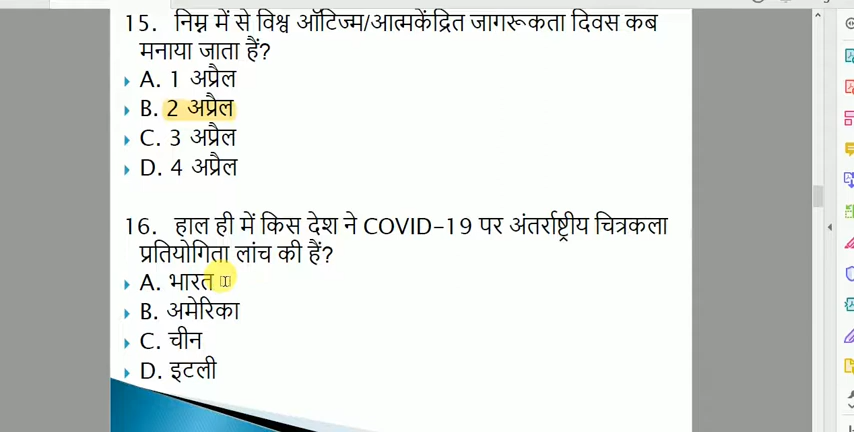 15. निम्न में से विश्व ऑटिज्म/आत्मकेंद्रित जागरूकता दिवस कब
मनाया जाता हैं?
A. 1 अप्रैल
B. 2 अप्रैल
C. 3 अप्रैल
D. 4 अप्रैल
16. हाल ही में किस देश ने COVID-19 पर अंतर्राष्ट्रीय चित्रकला
प्रतियोगिता लांच की हैं?
A. भारत
B. अमेरिका
C. चीन
D. इटली